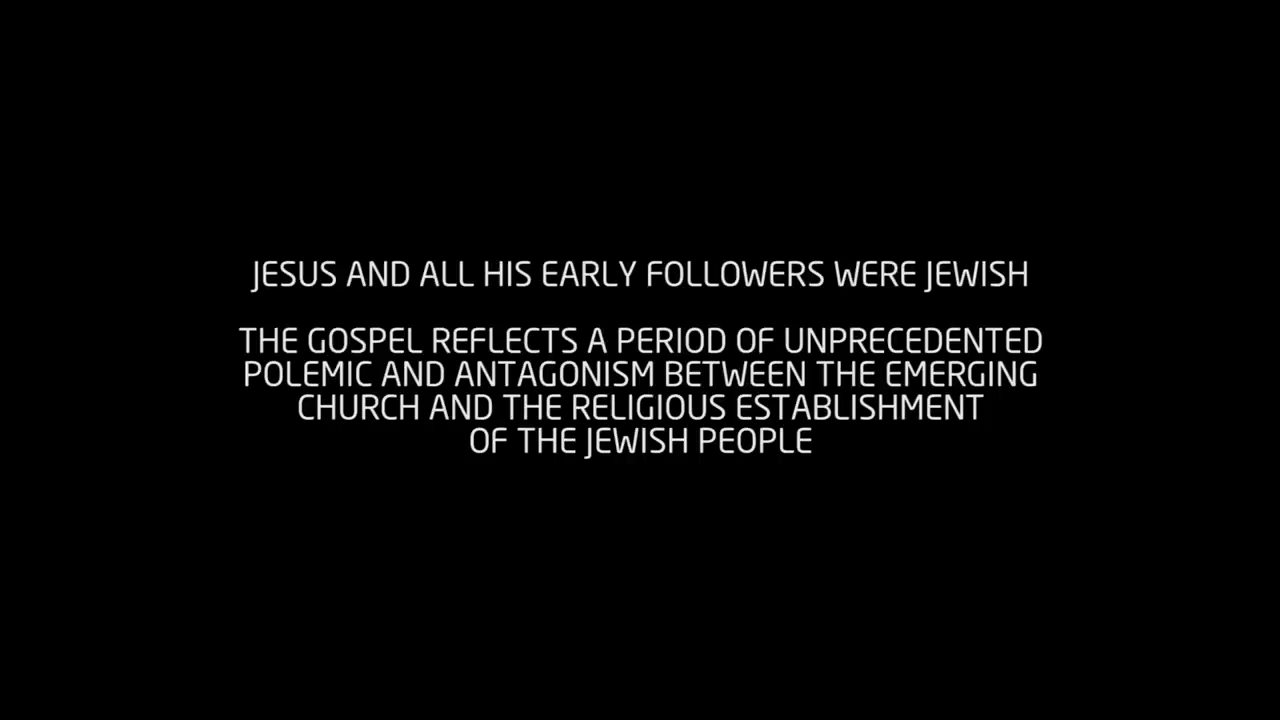 JESUS AND ALL HIS EARLY FOLLOWERS WERE JEWISH
THE GOSPEL REFLECTS A PERIOD OF UNPRECEDENTED
POLEMIC AND ANTAGONISM BETWEEN THE EMERGING
CHURCH AND THE RELIGIOUS ESTABLISHMENT
OF THE JEWISH PEOPLE